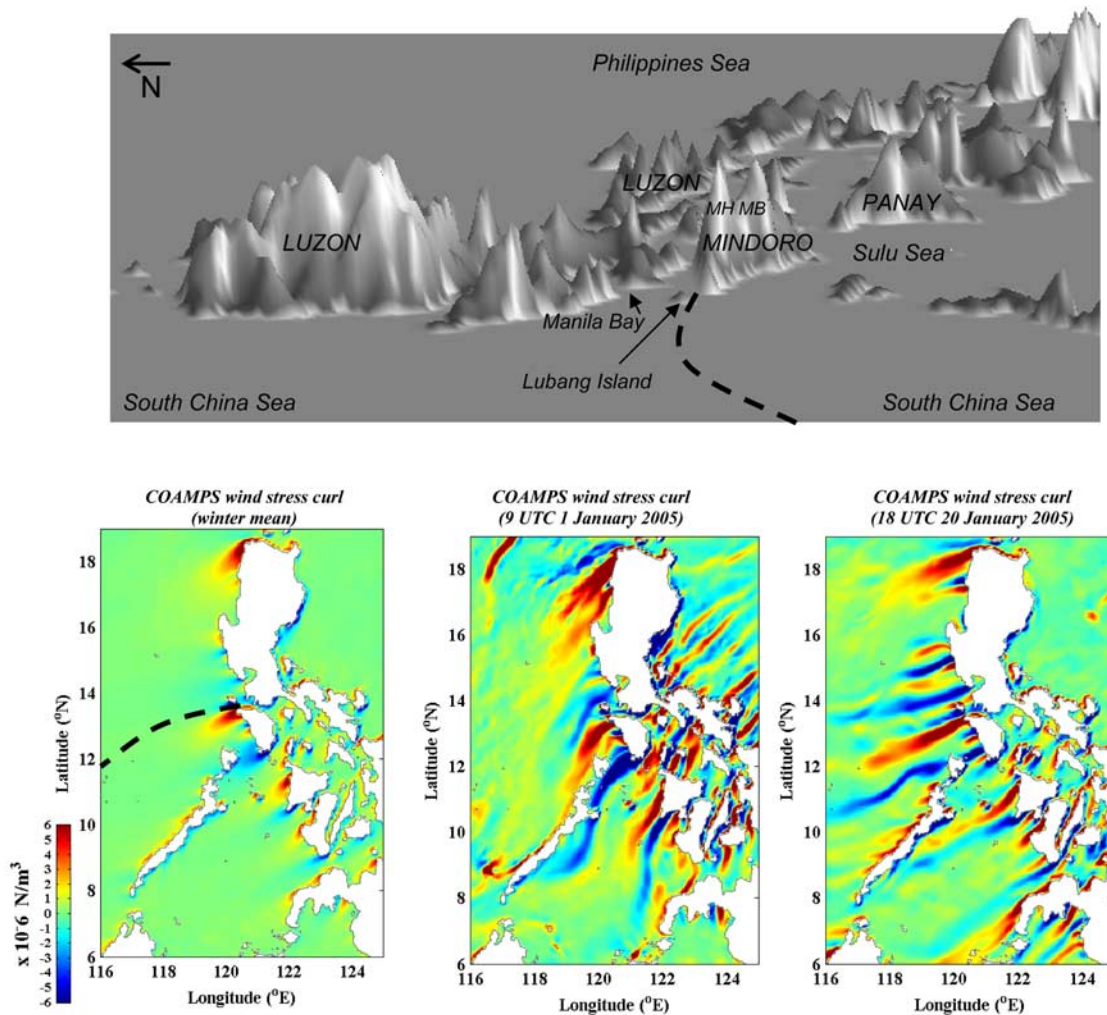 N
Philippines Sea
LUZON
LUZON
MH MB
MINDORO
PANAY
Sulu Sea
Manila Bay
Lubang Island
South China Sea
South China Sea
COAMPS wind stress curl
(winter mean)
COAMPS wind stress curl
(9 UTC 1 January 2005)
COAMPS wind stress curl
(18 UTC 20 January 2005)
Latitude (°N)
18
16
14
12
10
8
6
116 118 120 122 124
Longitude (°E)
x 10-6 N/m3
6
5
4
3
2
1
0
-1
-2
-3
-4
-5
-6
Latitude (°N)
18
16
14
12
10
8
6
116 118 120 122 124
Longitude (°E)
Latitude (°N)
18
16
14
12
10
8
6
116 118 120 122 124
Longitude (°E)